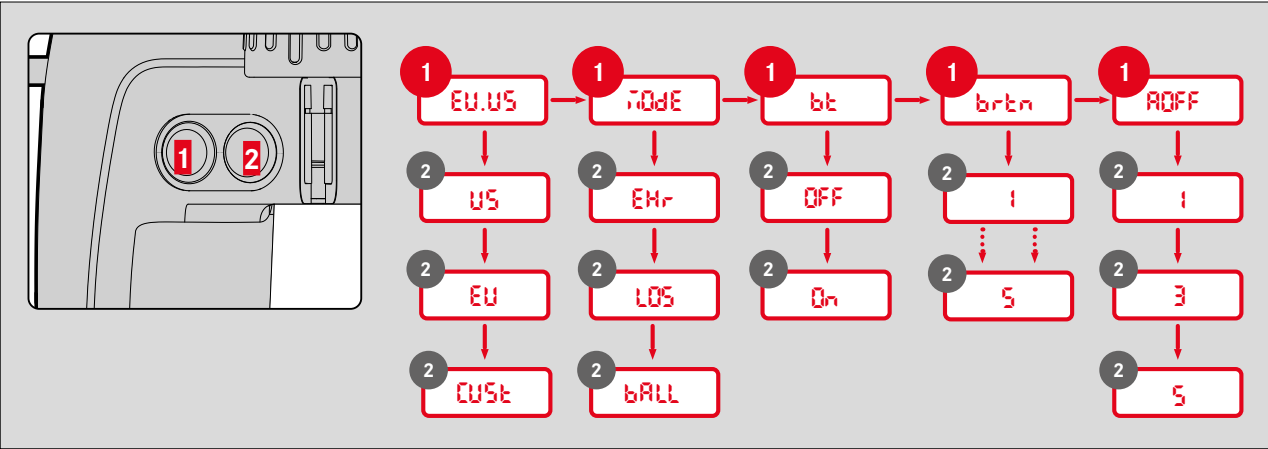 1 2
1 1 1 1 1
EU.US MODE bt brtn AOFF
2 2 2 2 2
US EHr OFF 1 1
2 2 2 2 2
EU LOS On 5 3
2 2 2
CUSt bALL 5